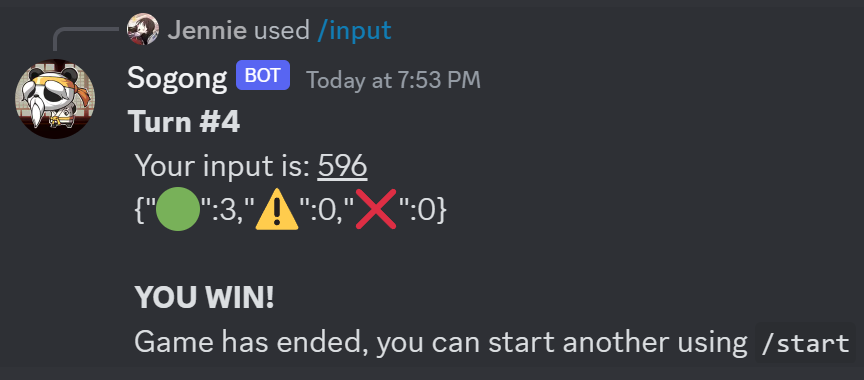 Jennie used /input
Sogong BOT Today at 7:53 PM
Turn #4
Your input is: 596
{"🟢":3,"⚠️":0,"❌":0}
YOU WIN!
Game has ended, you can start another using /start